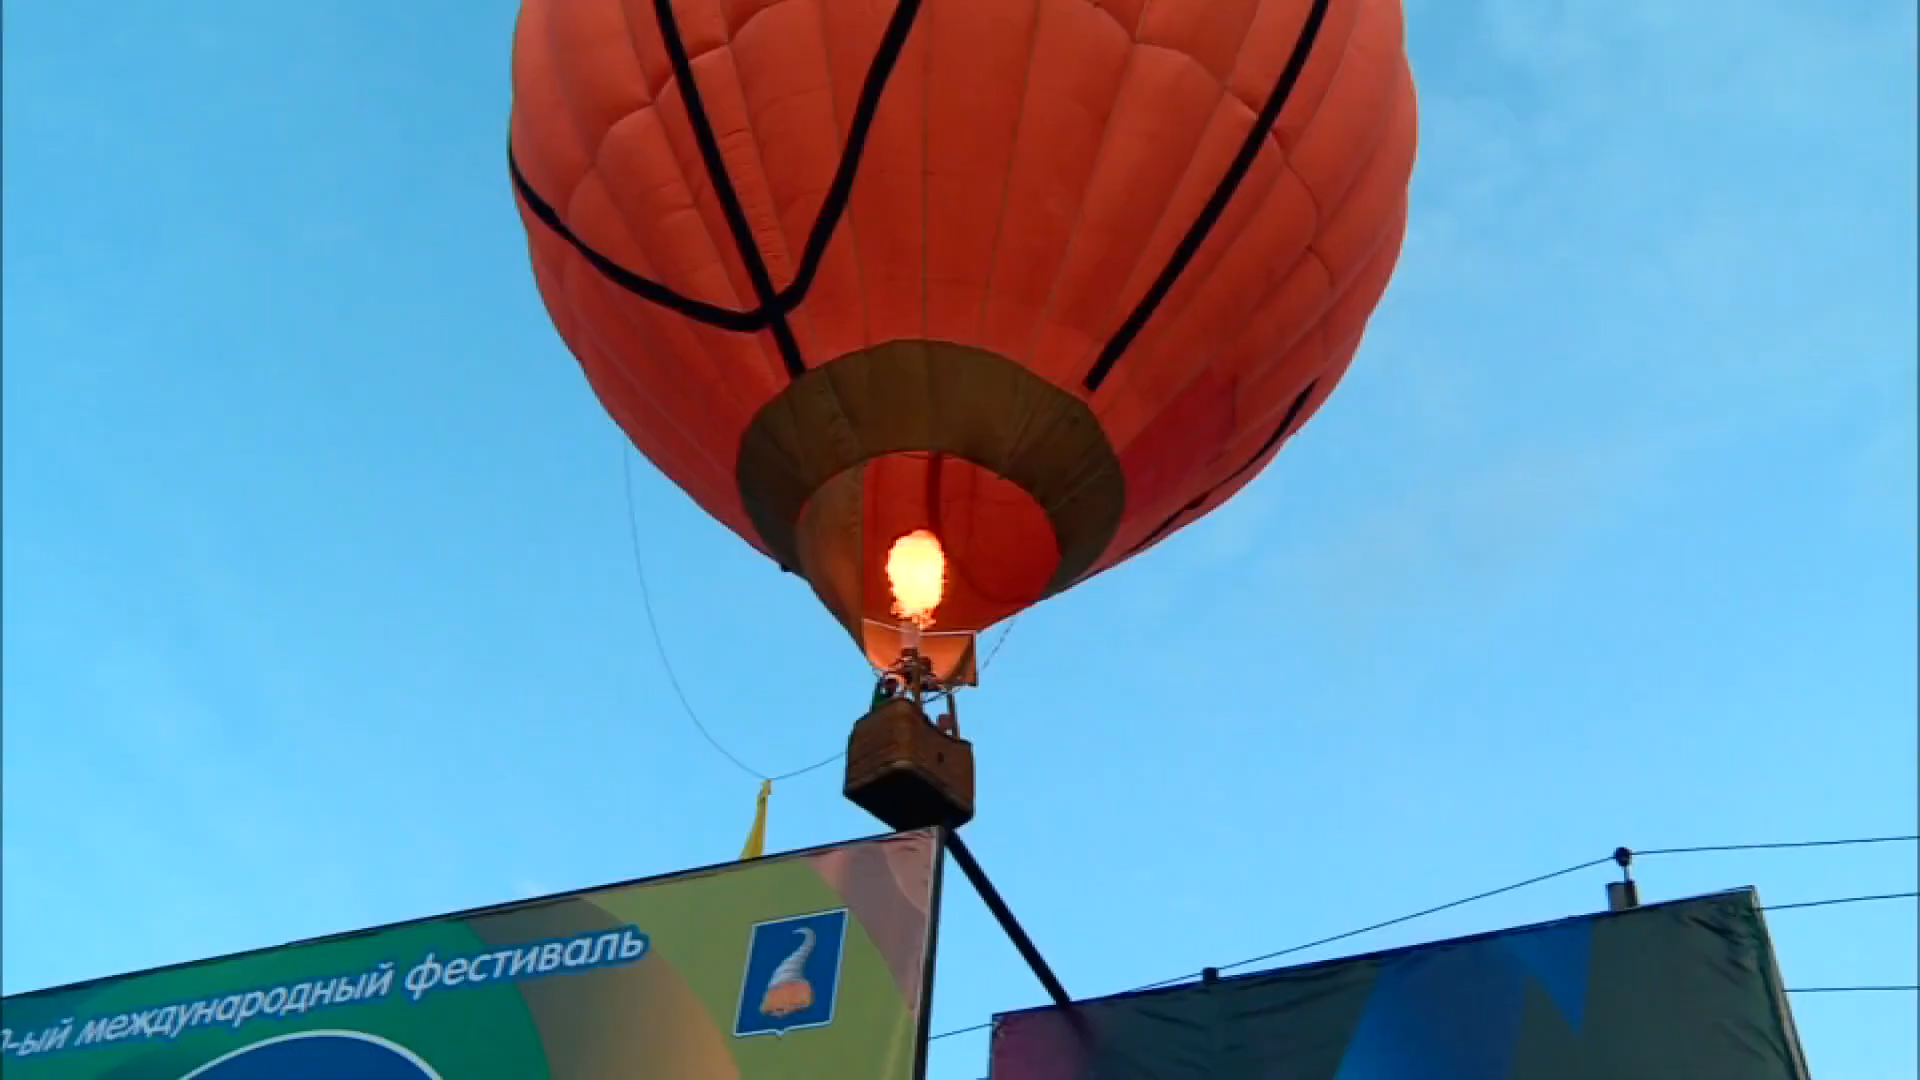 -ый международный фестиваль